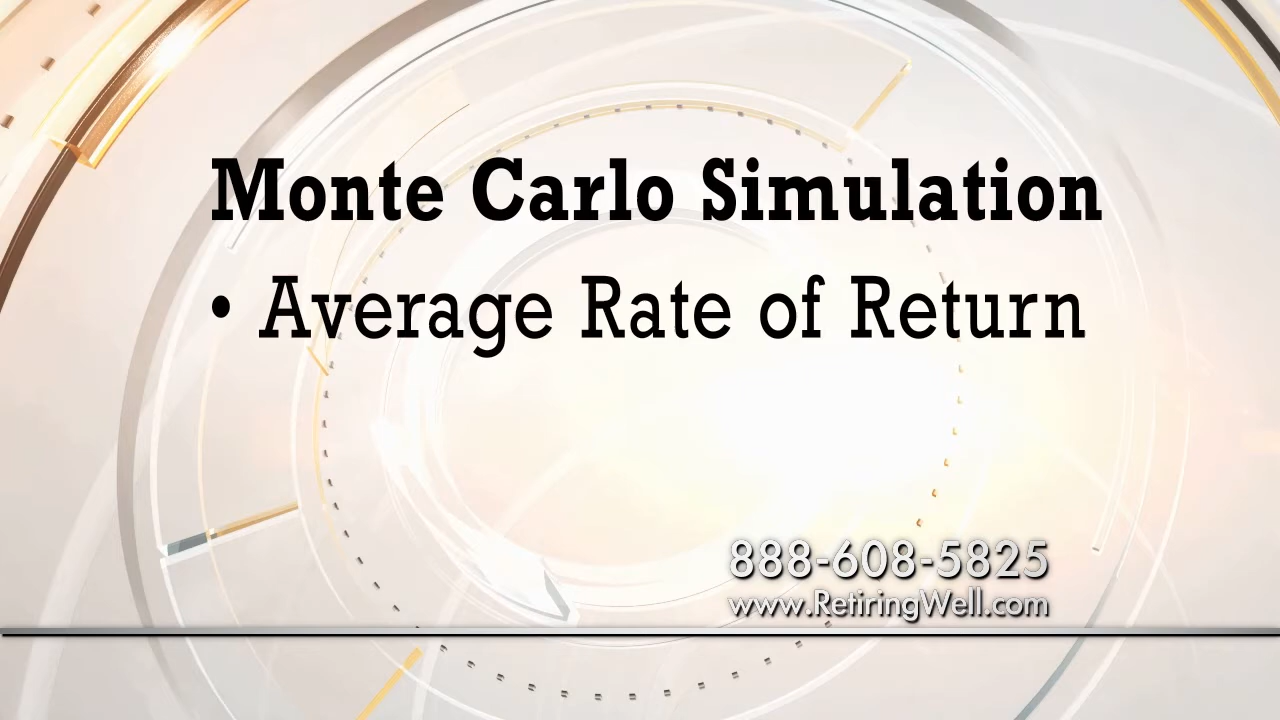 Monte Carlo Simulation
• Average Rate of Return
888-608-5825
www.RetiringWell.com